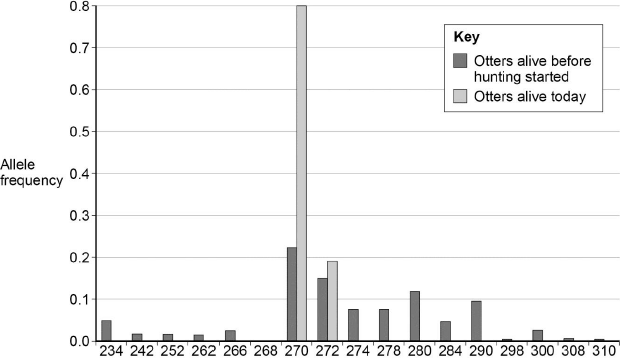 0.8
Key
Otters alive before
hunting started
Otters alive today
0.7
0.6
0.5
Allele
frequency
0.4
0.3
0.2
0.1
0.0
234 242 252 262 266 268 270 272 274 278 280 284 290 298 300 308 310